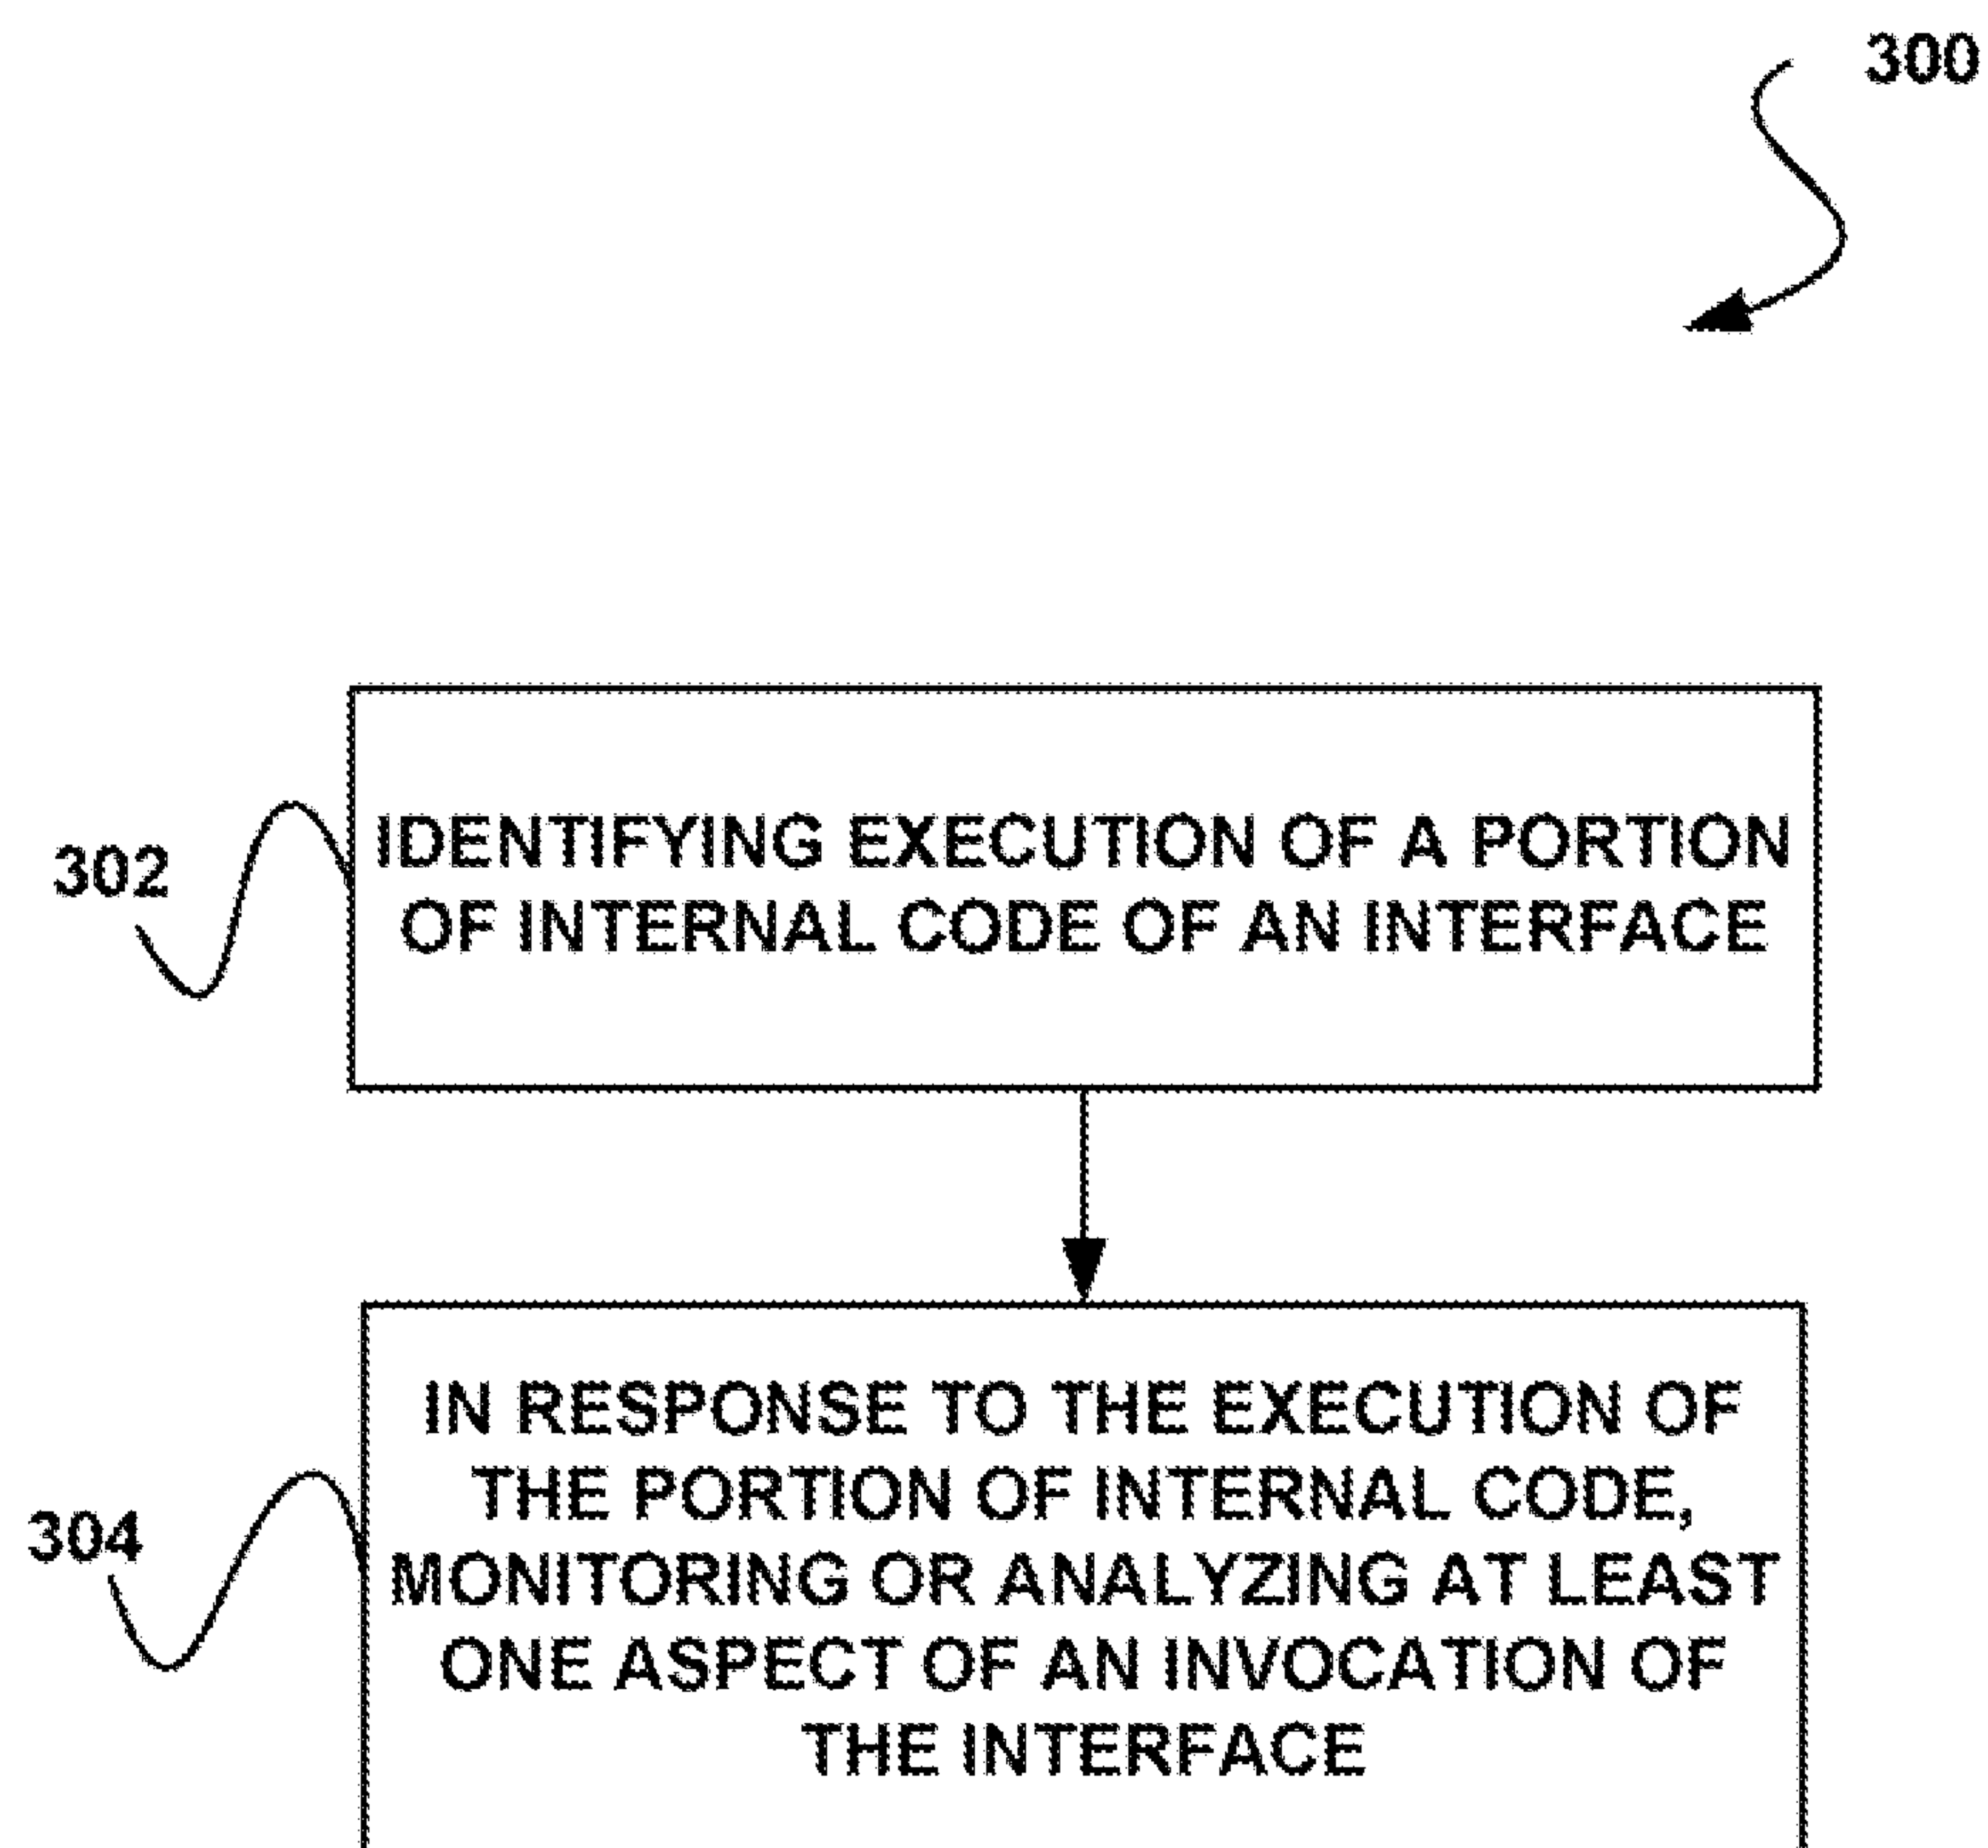 300
302
IDENTIFYING EXECUTION OF A PORTION
OF INTERNAL CODE OF AN INTERFACE
304
IN RESPONSE TO THE EXECUTION OF
THE PORTION OF INTERNAL CODE,
MONITORING OR ANALYZING AT LEAST
ONE ASPECT OF AN INVOCATION OF
THE INTERFACE